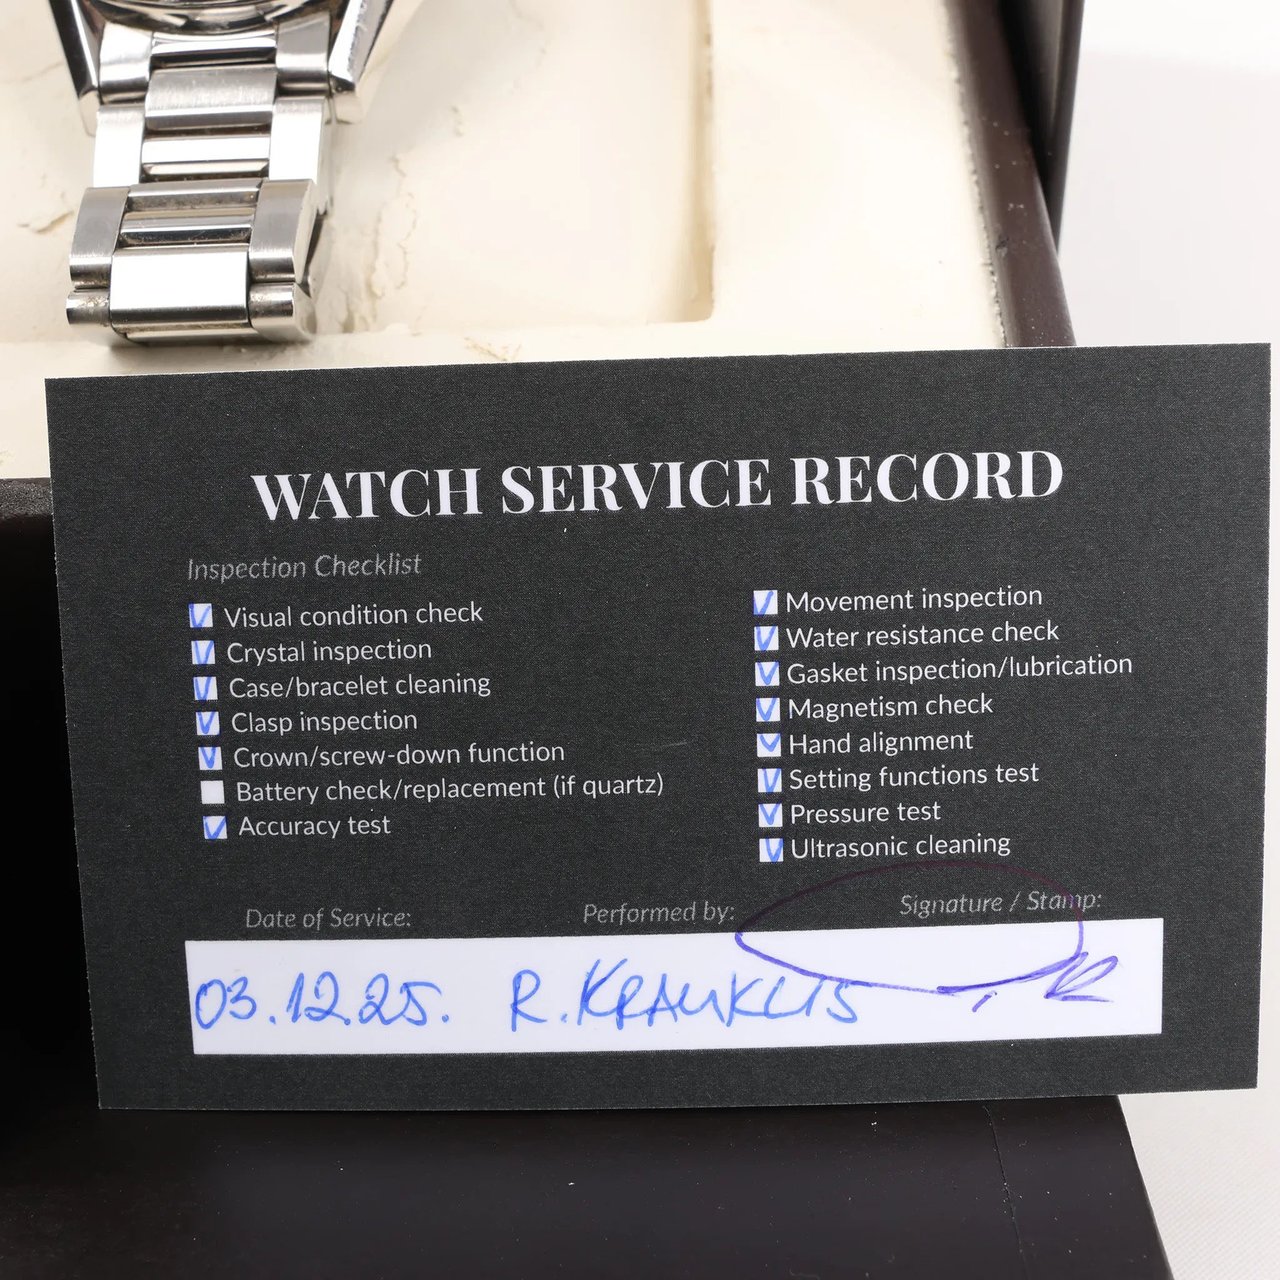 WATCH SERVICE RECORD
Inspection Checklist
Visual condition check
Crystal inspection
Case/bracelet cleaning
Clasp inspection
Crown/screw-down function
Battery check/replacement (if quartz)
Accuracy test
Movement inspection
Water resistance check
Gasket inspection/lubrication
Magnetism check
Hand alignment
Setting functions test
Pressure test
Ultrasonic cleaning
Date of Service: Performed by: Signature / Stamp:
03.12.25. R. KRAUKLIS